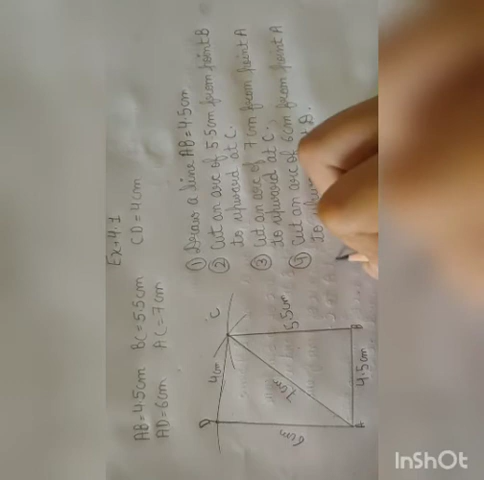 Ex→4.1
AB=4.5cm BC=5.5cm CD=4cm
AD=6cm AC=7cm
① Draw a line AB=4.5cm
② Cut an arc of 5.5cm from point B
to upward at C.
③ Cut an arc of 7cm from point A
to upward at C.
④ Cut an arc of 6cm from point A
to D.
D
4cm
C
6cm
7cm
5.5cm
A
4.5cm
B
InShOt